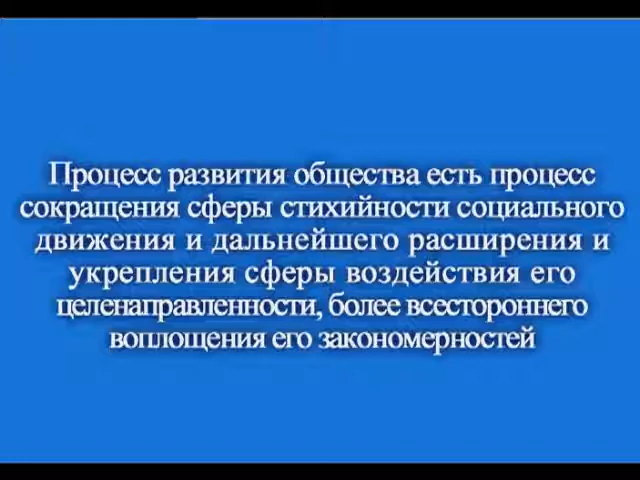 Процесс развития общества есть процесс
сокращения сферы стихийности социального
движения и дальнейшего расширения и
укрепления сферы воздействия его
целенаправленности, более всестороннего
воплощения его закономерностей